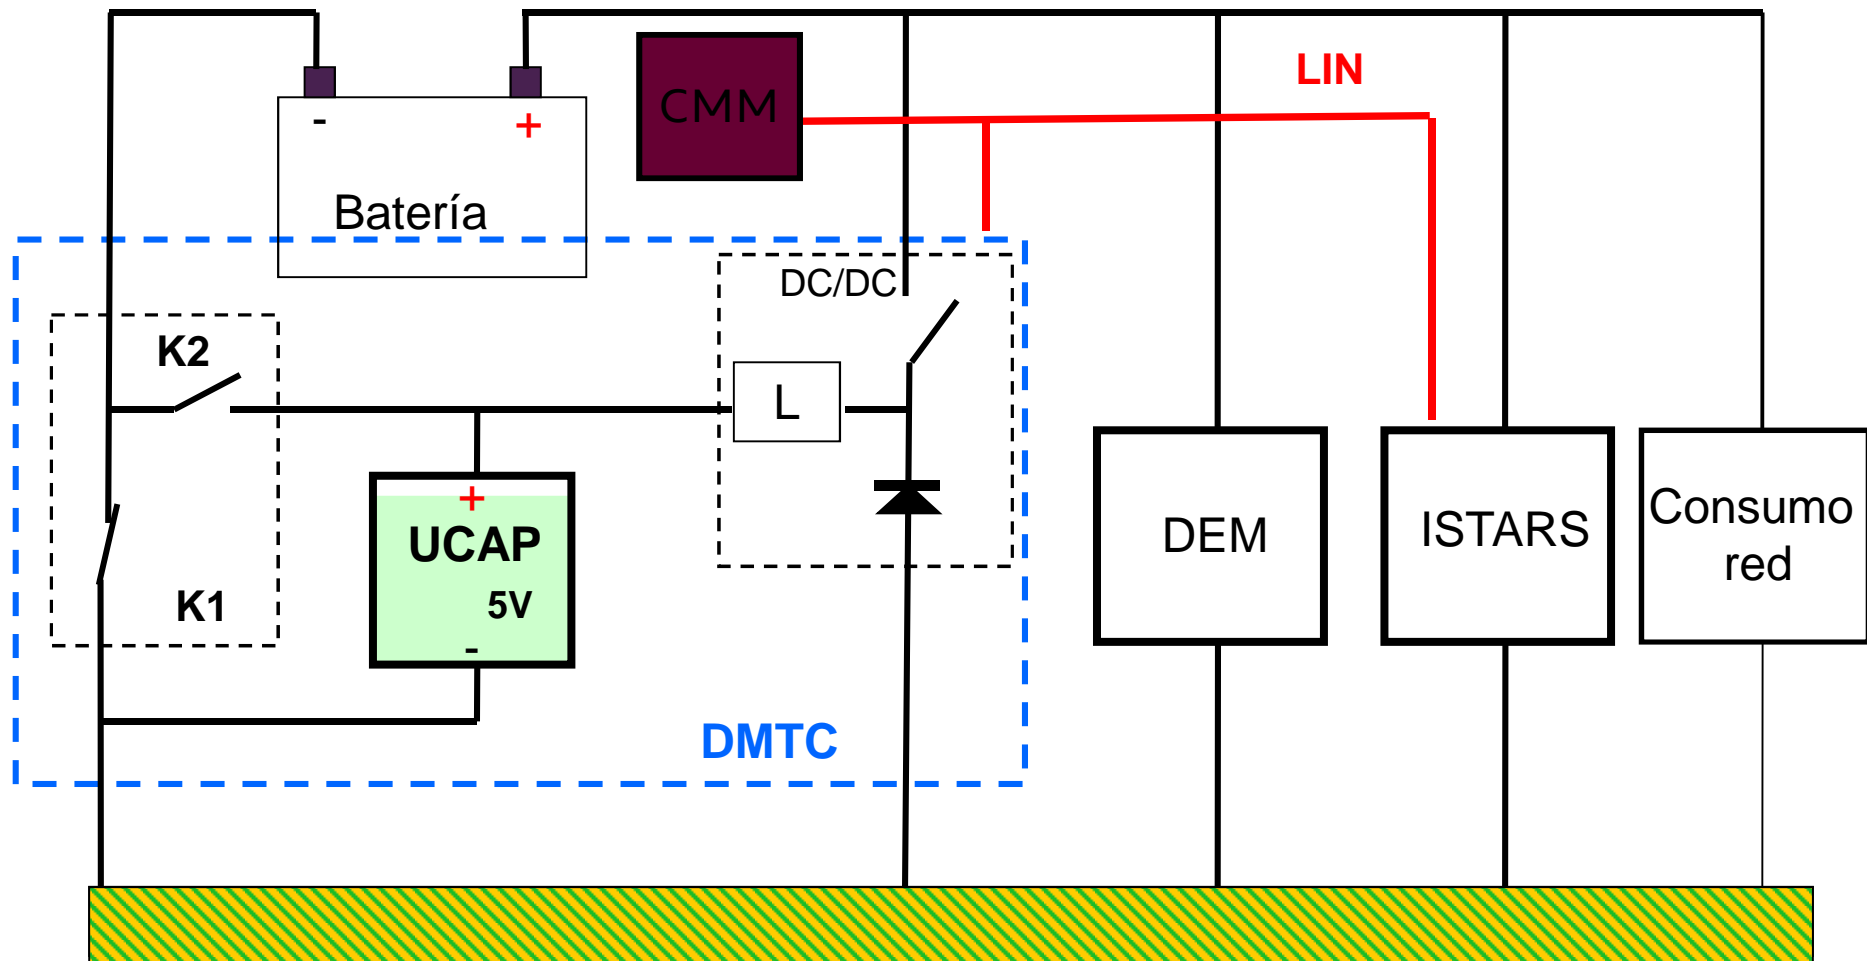 LIN
CMM
-
+
Batería
DC/DC
K2
L
+
UCAP
5V
-
K1
DEM
ISTARS
Consumo
red
DMTC